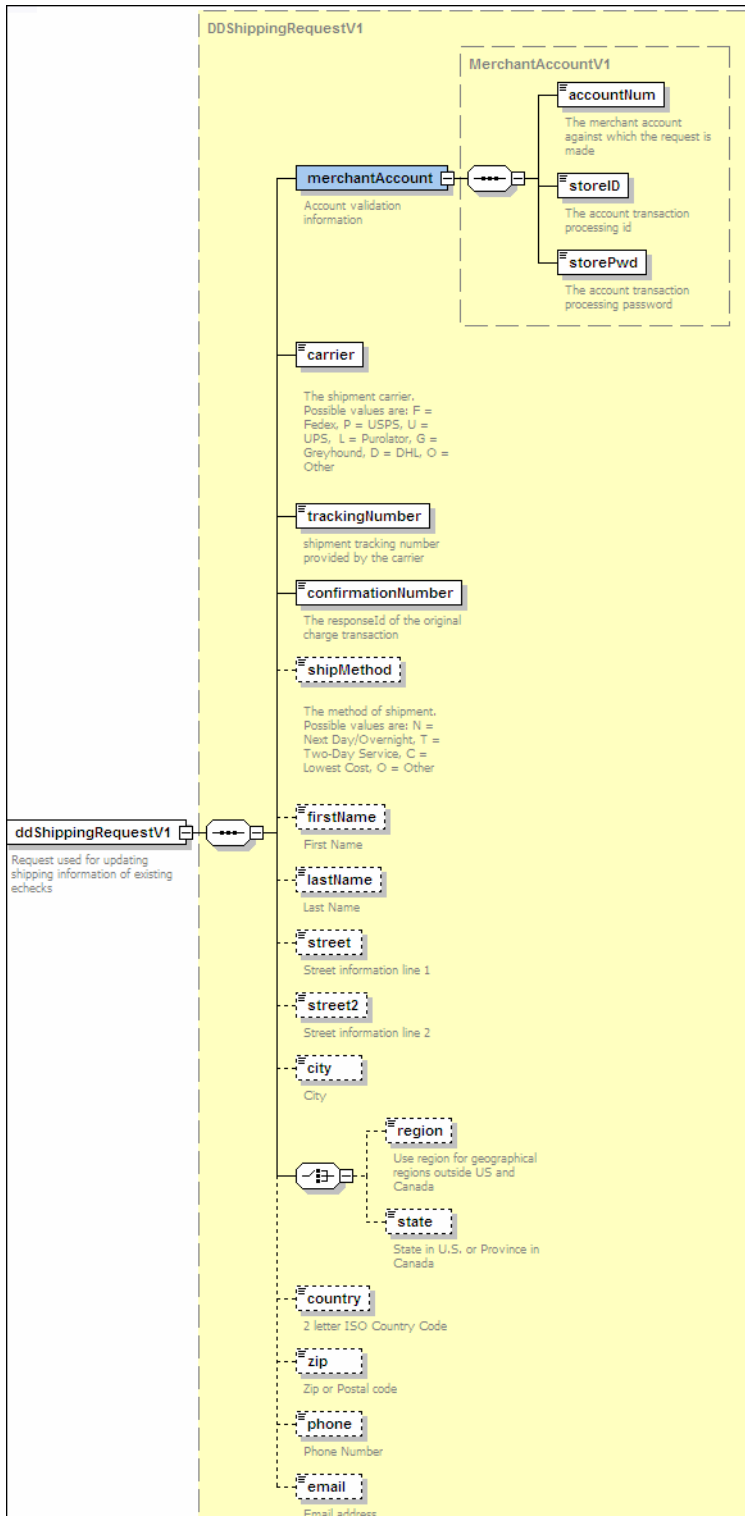 DDShippingRequestV1
MerchantAccountV1
accountNum
The merchant account
against which the request is
made
merchantAccount
Account validation
information
storeID
The account transaction
processing id
storePwd
The account transaction
processing password
carrier
The shipment carrier.
Possible values are: F =
Fedex, P = USPS, U =
UPS, L = Purolator, G =
Greyhound, D = DHL, O =
Other
trackingNumber
shipment tracking number
provided by the carrier
confirmationNumber
The responseId of the original
charge transaction
shipMethod
The method of shipment.
Possible values are: N =
Next Day/Overnight, T =
Two-Day Service, C =
Lowest Cost, O = Other
ddShippingRequestV1
Request used for updating
shipping information of existing
echecks
firstName
First Name
lastName
Last Name
street
Street information line 1
street2
Street information line 2
city
City
region
Use region for geographical
regions outside US and
Canada
state
State in U.S. or Province in
Canada
country
2 letter ISO Country Code
zip
Zip or Postal code
phone
Phone Number
email
Email address